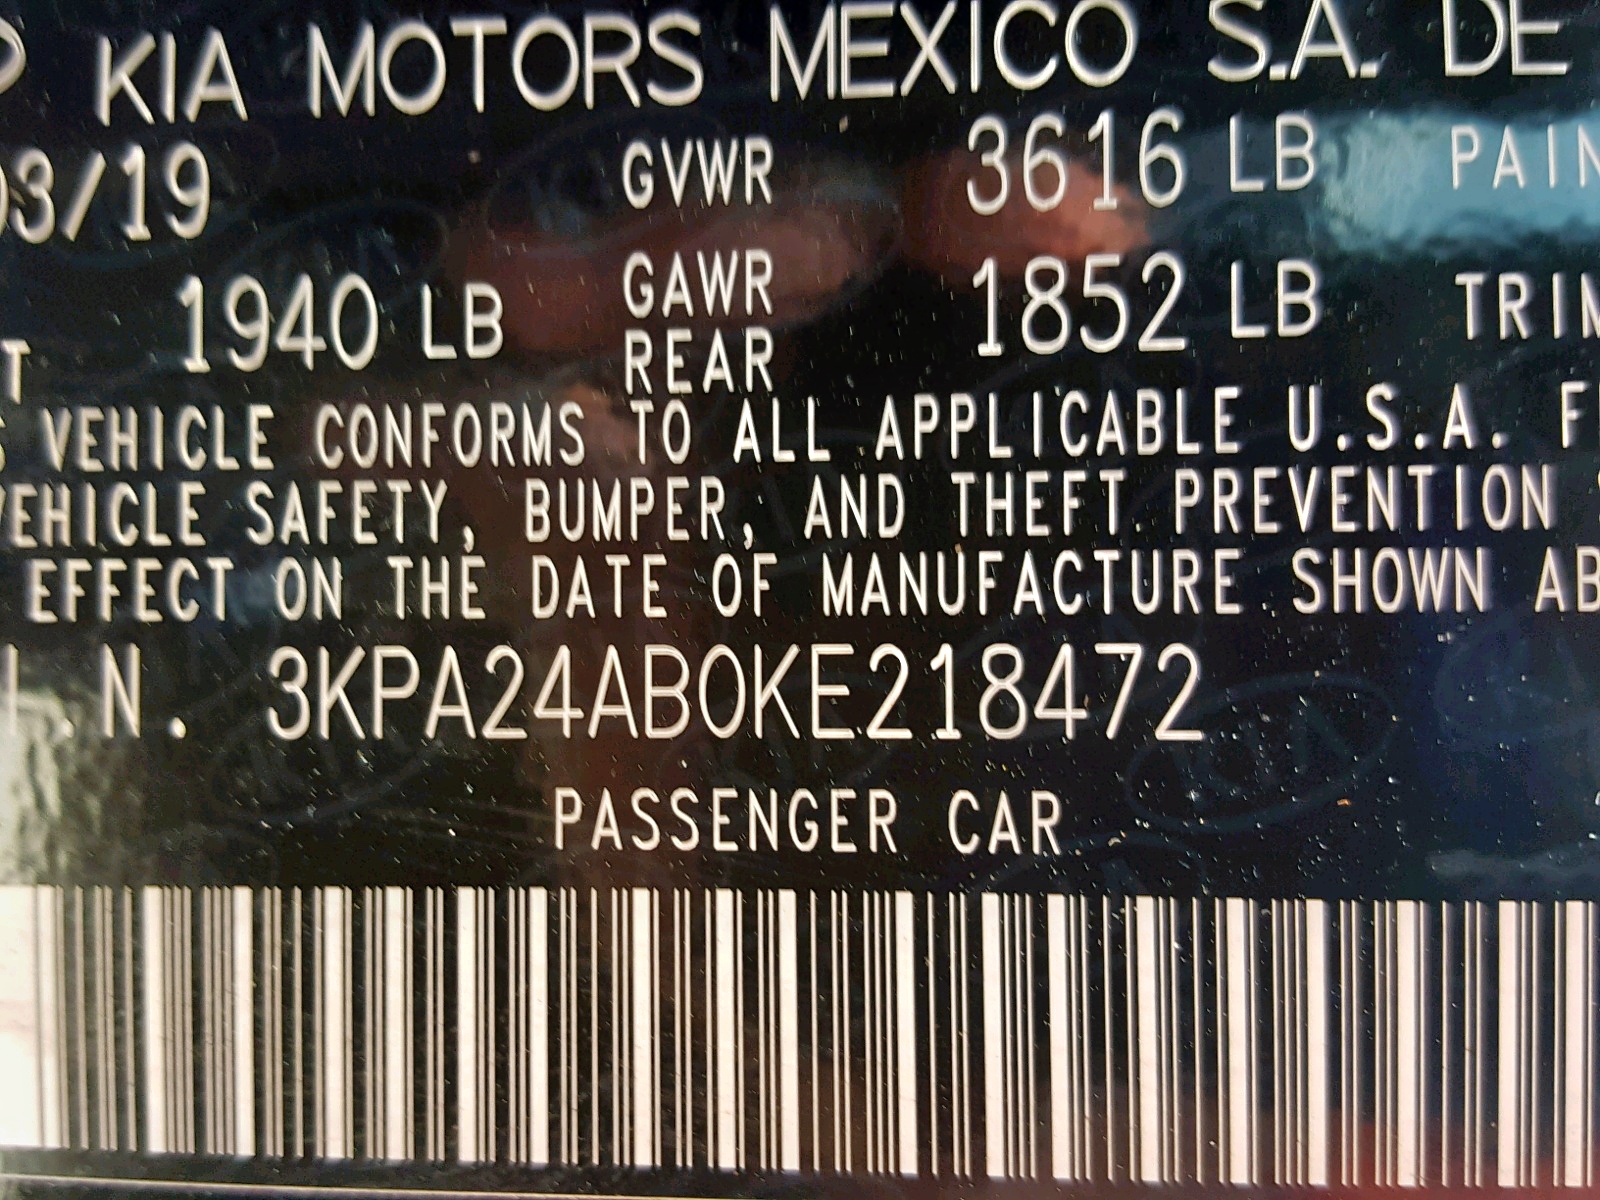 KIA MOTORS MEXICO S.A. DE
03/19 GVWR 3616 LB PAIN
T 1940 LB GAWR REAR 1852 LB TRIM
S VEHICLE CONFORMS TO ALL APPLICABLE U.S.A. F
VEHICLE SAFETY, BUMPER, AND THEFT PREVENTION
EFFECT ON THE DATE OF MANUFACTURE SHOWN AB
I.N. 3KPA24AB0KE218472
PASSENGER CAR